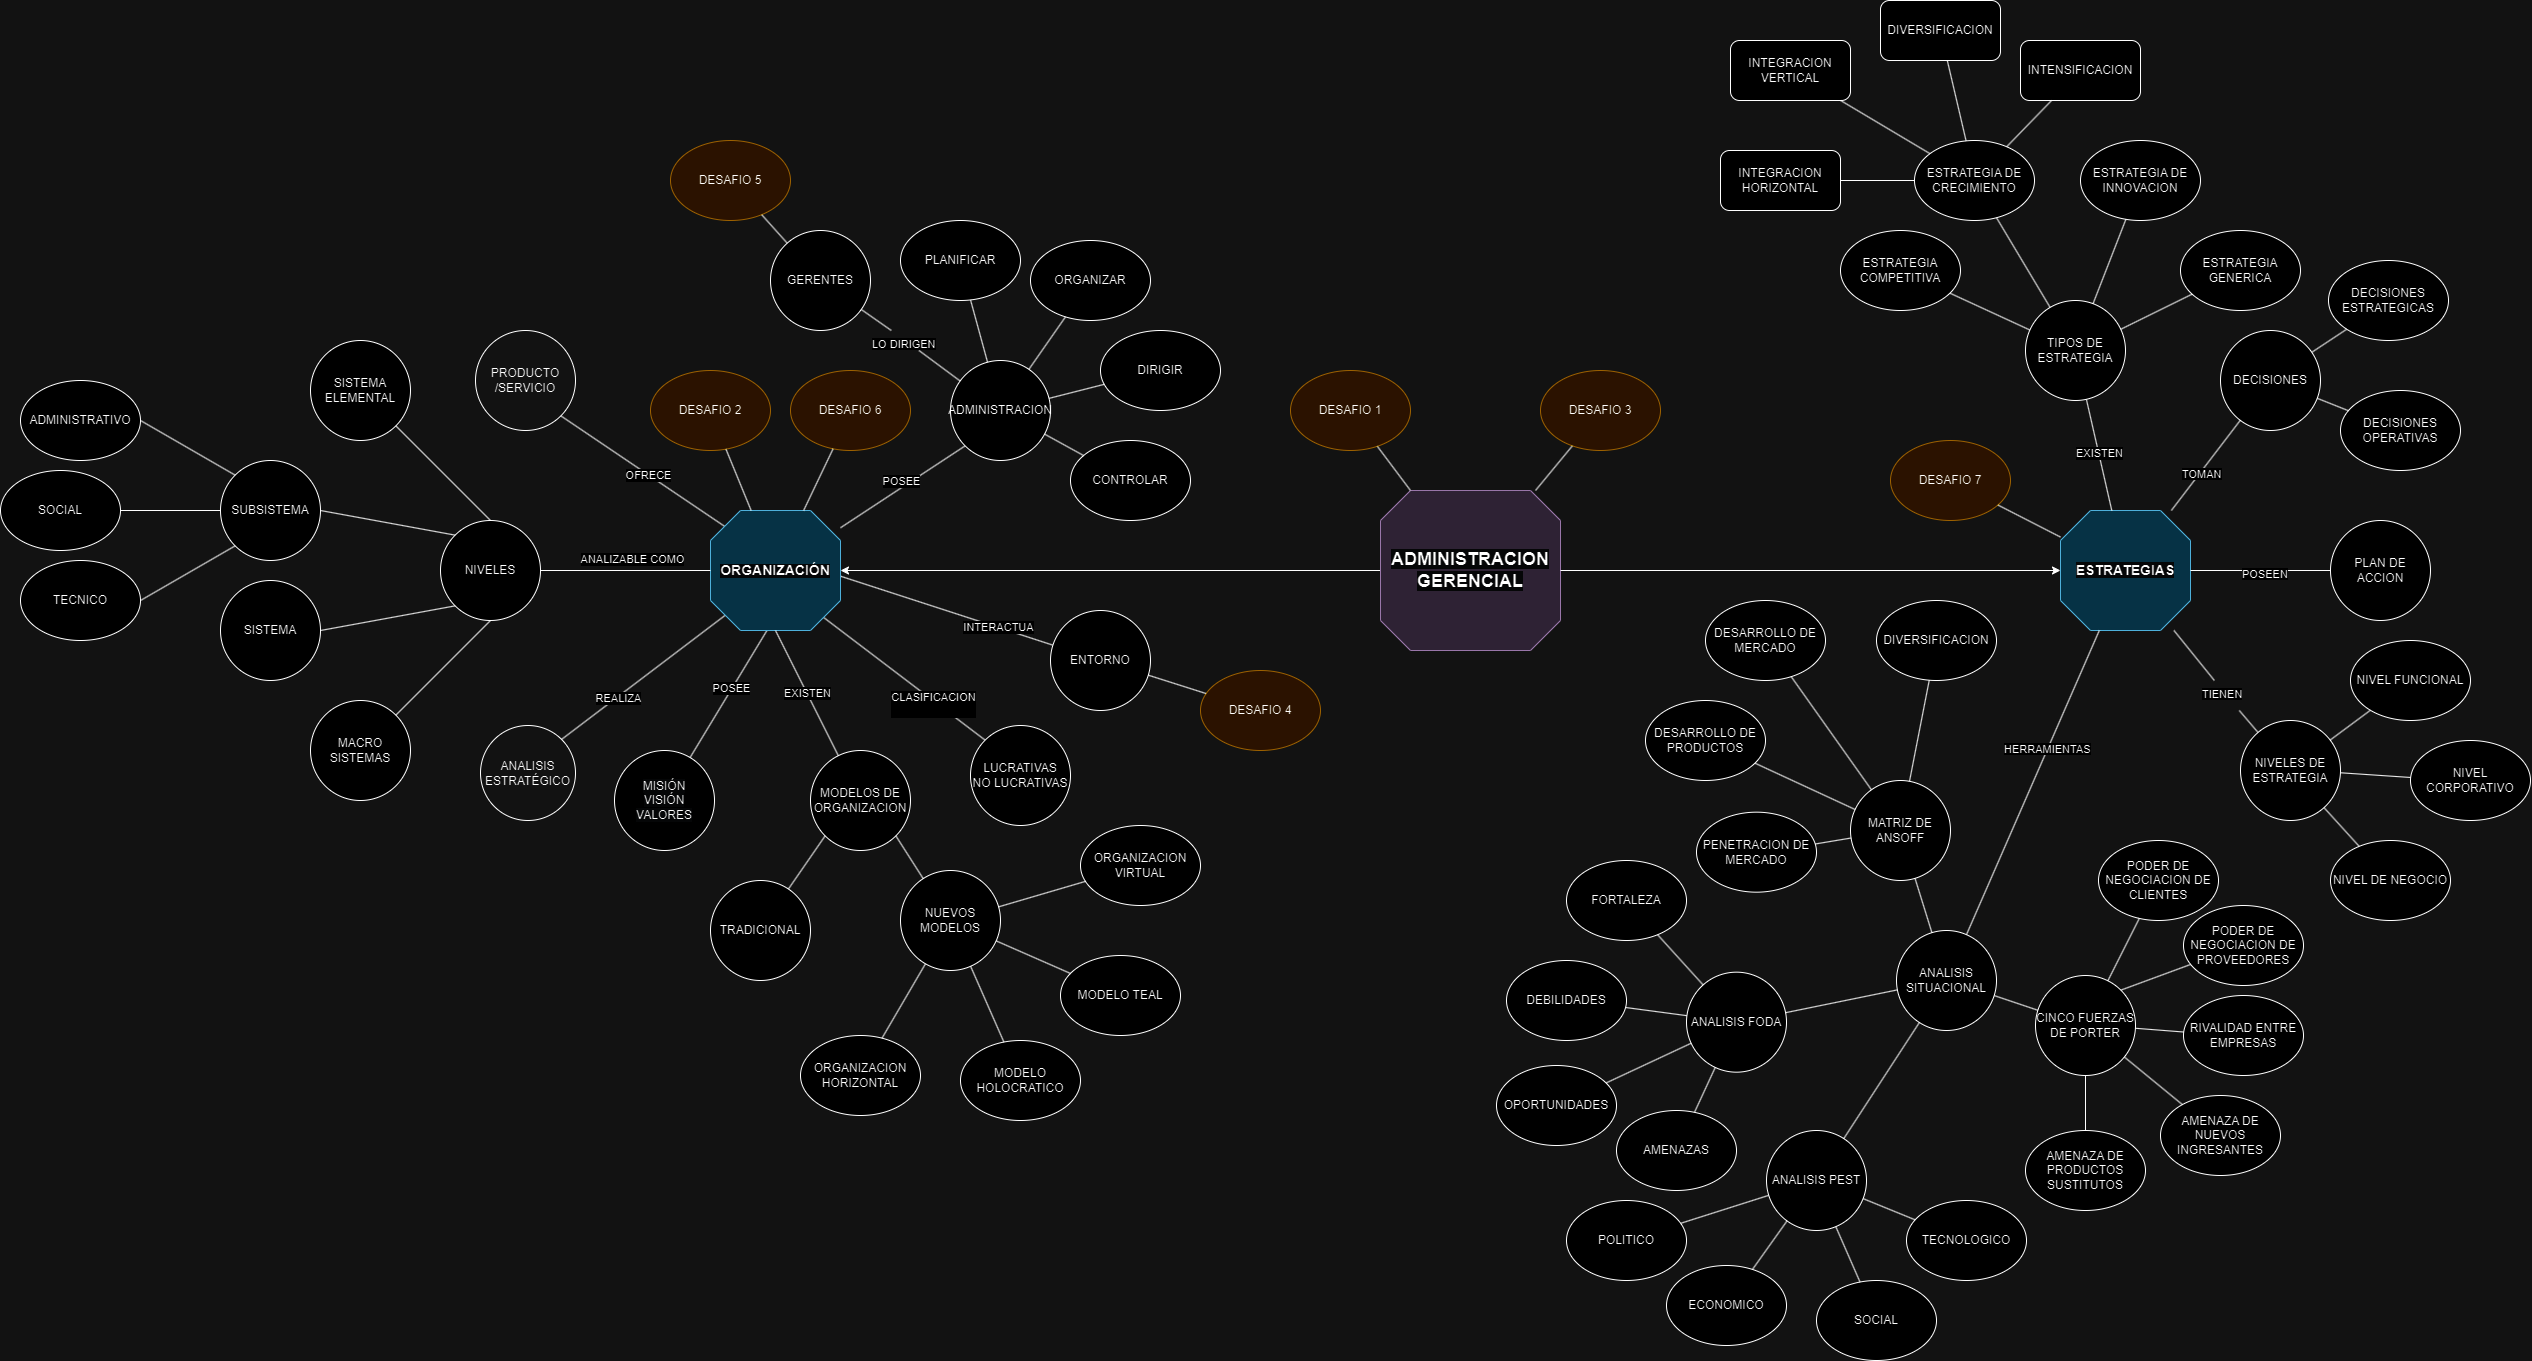 DIVERSIFICACION
INTEGRACION
VERTICAL
INTENSIFICACION
INTEGRACION
HORIZONTAL
ESTRATEGIA DE
CRECIMIENTO
ESTRATEGIA DE
INNOVACION
ESTRATEGIA
COMPETITIVA
ESTRATEGIA
GENERICA
TIPOS DE
ESTRATEGIA
DECISIONES
ESTRATEGICAS
DECISIONES
DECISIONES
OPERATIVAS
EXISTEN
TOMAN
DESAFIO 7
DESAFIO 5
GERENTES
PLANIFICAR
ORGANIZAR
LO DIRIGEN
DIRIGIR
ADMINISTRACION
CONTROLAR
POSEE
PRODUCTO
/SERVICIO
OFRECE
DESAFIO 2
DESAFIO 6
DESAFIO 1
DESAFIO 3
SISTEMA
ELEMENTAL
ADMINISTRATIVO
SOCIAL
SUBSISTEMA
TECNICO
NIVELES
ANALIZABLE COMO
SISTEMA
MACRO
SISTEMAS
ORGANIZACIÓN
ADMINISTRACION
GERENCIAL
ESTRATEGIAS
POSEEN
PLAN DE
ACCION
INTERACTUA
ENTORNO
DESAFIO 4
REALIZA
POSEE
EXISTEN
CLASIFICACION
ANALISIS
ESTRATÉGICO
MISIÓN
VISIÓN
VALORES
MODELOS DE
ORGANIZACION
LUCRATIVAS
NO LUCRATIVAS
TRADICIONAL
NUEVOS
MODELOS
ORGANIZACION
VIRTUAL
MODELO TEAL
ORGANIZACION
HORIZONTAL
MODELO
HOLOCRATICO
TIENEN
NIVEL FUNCIONAL
NIVELES DE
ESTRATEGIA
NIVEL
CORPORATIVO
NIVEL DE NEGOCIO
HERRAMIENTAS
DESARROLLO DE
MERCADO
DIVERSIFICACION
DESARROLLO DE
PRODUCTOS
MATRIZ DE
ANSOFF
PENETRACION DE
MERCADO
ANALISIS
SITUACIONAL
FORTALEZA
DEBILIDADES
ANALISIS FODA
OPORTUNIDADES
AMENAZAS
PODER DE
NEGOCIACION DE
CLIENTES
PODER DE
NEGOCIACION DE
PROVEEDORES
CINCO FUERZAS
DE PORTER
RIVALIDAD ENTRE
EMPRESAS
AMENAZA DE
NUEVOS
INGRESANTES
AMENAZA DE
PRODUCTOS
SUSTITUTOS
ANALISIS PEST
POLITICO
TECNOLOGICO
ECONOMICO
SOCIAL